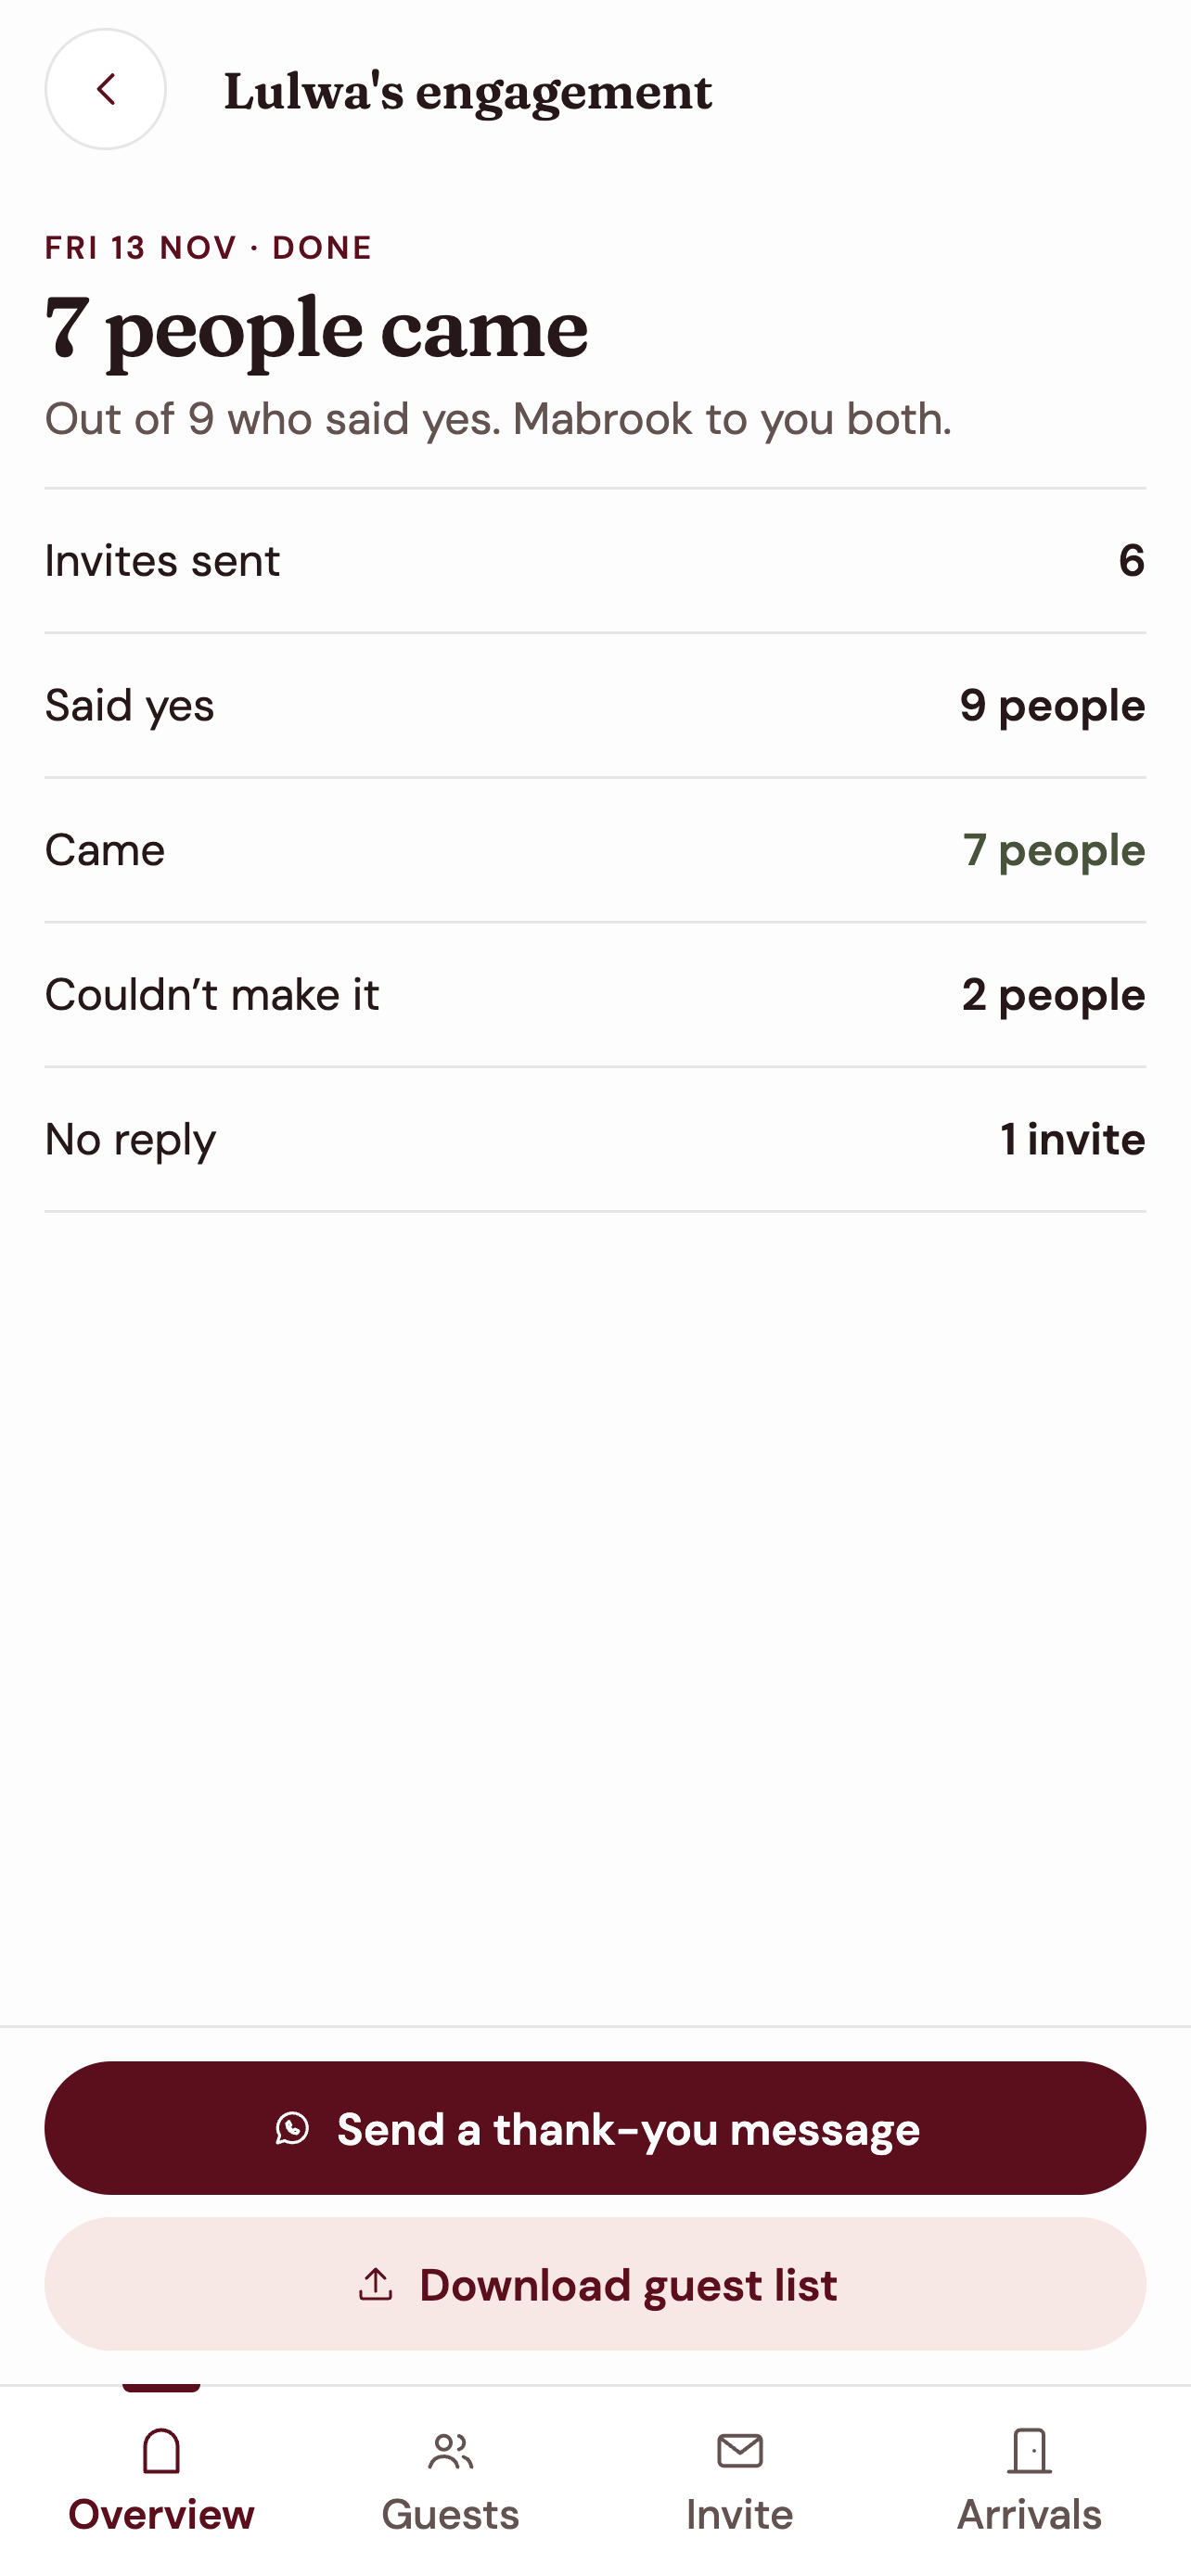 Lulwa's engagement
FRI 13 NOV · DONE
7 people came
Out of 9 who said yes. Mabrook to you both.
Invites sent 6
Said yes 9 people
Came 7 people
Couldn’t make it 2 people
No reply 1 invite
Send a thank-you message
Download guest list
Overview Guests Invite Arrivals